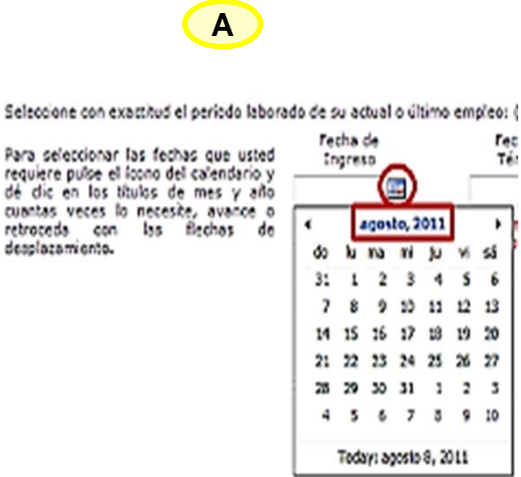 A
Seleccione con exactitud el período laborado de su actual o último empleo: (
Para seleccionar las fechas que usted
requiere pulse el ícono del calendario y
dé clic en los títulos de mes y año
cuantas veces lo necesite, avance o
retroceda con las flechas de
desplazamiento.
Fecha de
Ingreso
Fec
Tér
agosto, 2011
do lu ma mi ju vi sá
31 1 2 3 4 5 6
7 8 9 10 11 12 13
14 15 16 17 18 19 20
21 22 23 24 25 26 27
28 29 30 31 1 2 3
4 5 6 7 8 9 10
Today: agosto 8, 2011